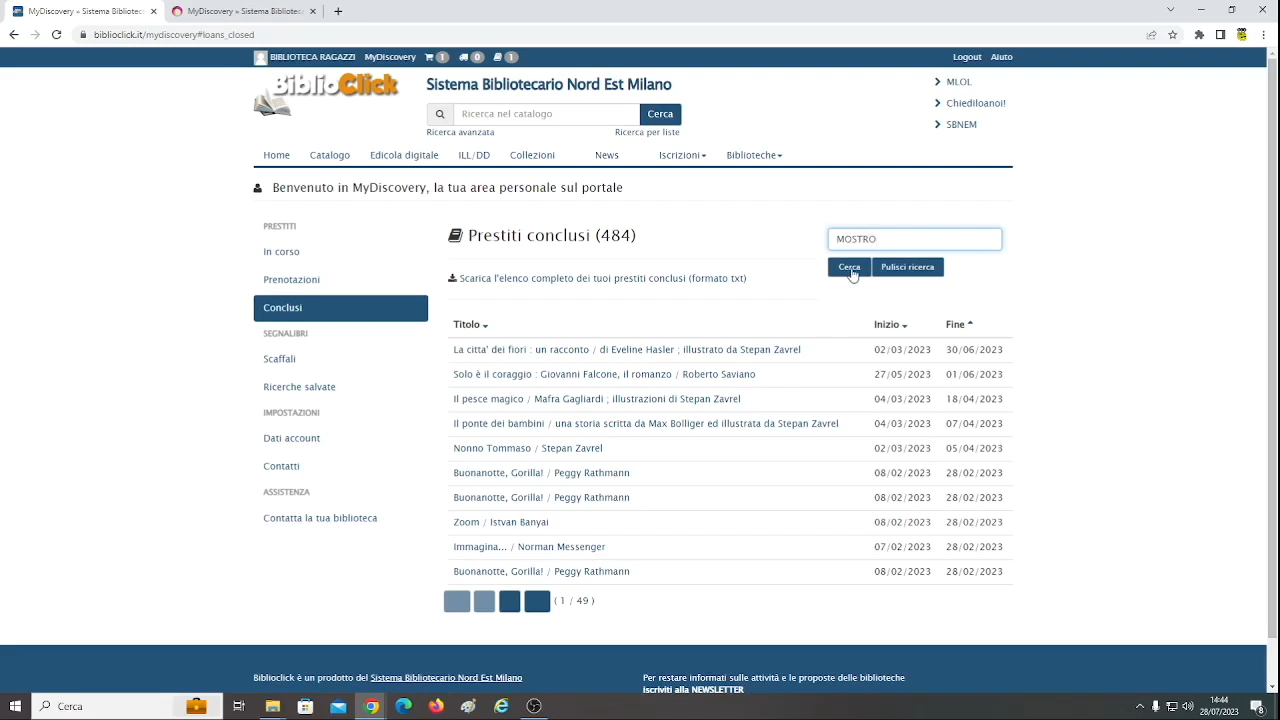 MyDiscovery » Sistema Bibliotec
MyDiscovery » Sistema Bibliotec
biblioclick.it/mydiscovery#loans_closed
BIBLIOTECA RAGAZZI MyDiscovery 1 0 1 Logout Aiuto
BiblioClick
Sistema Bibliotecario Nord Est Milano
Ricerca nel catalogo Cerca
Ricerca avanzata Ricerca per liste
MLOL
Chiediloanoi!
SBNEM
Home Catalogo Edicola digitale ILL/DD Collezioni News Iscrizioni Biblioteche
Benvenuto in MyDiscovery, la tua area personale sul portale
PRESTITI
In corso
Prenotazioni
Conclusi
SEGNALIBRI
Scaffali
Ricerche salvate
IMPOSTAZIONI
Dati account
Contatti
ASSISTENZA
Contatta la tua biblioteca
Prestiti conclusi (484)
MOSTRO
Cerca Pulisci ricerca
Scarica l'elenco completo dei tuoi prestiti conclusi (formato txt)
Titolo Inizio Fine
La citta' dei fiori : un racconto / di Eveline Hasler ; illustrato da Stepan Zavrel 02/03/2023 30/06/2023
Solo è il coraggio : Giovanni Falcone, il romanzo / Roberto Saviano 27/05/2023 01/06/2023
Il pesce magico / Mafra Gagliardi ; illustrazioni di Stepan Zavrel 04/03/2023 18/04/2023
Il ponte dei bambini / una storia scritta da Max Bolliger ed illustrata da Stepan Zavrel 04/03/2023 07/04/2023
Nonno Tommaso / Stepan Zavrel 02/03/2023 05/04/2023
Buonanotte, Gorilla! / Peggy Rathmann 08/02/2023 28/02/2023
Buonanotte, Gorilla! / Peggy Rathmann 08/02/2023 28/02/2023
Zoom / Istvan Banyai 08/02/2023 28/02/2023
Immagina... / Norman Messenger 07/02/2023 28/02/2023
Buonanotte, Gorilla! / Peggy Rathmann 08/02/2023 28/02/2023
( 1 / 49 )
Biblioclick è un prodotto del Sistema Bibliotecario Nord Est Milano
Per restare informati sulle attività e le proposte delle biblioteche
iscriviti alla NEWSLETTER
Cerca
14:44
28/07/2023